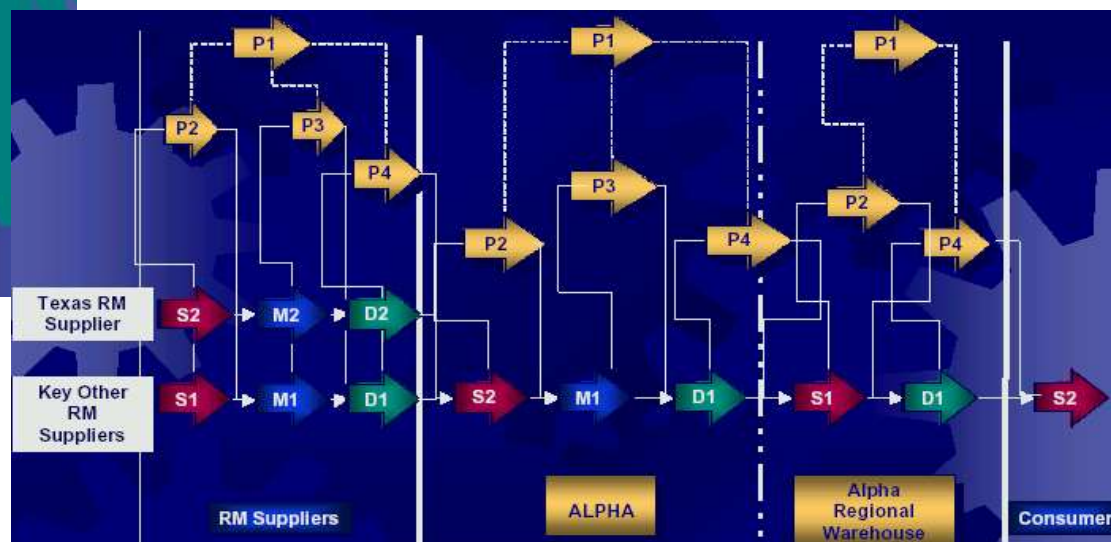 P1
P1
P1
P2
P3
P4
P3
P2
P2
P4
P4
Texas RM
Supplier
S2
M2
D2
Key Other
RM
Suppliers
S1
M1
D1
S2
M1
D1
S1
D1
S2
RM Suppliers
ALPHA
Alpha
Regional
Warehouse
Consumer